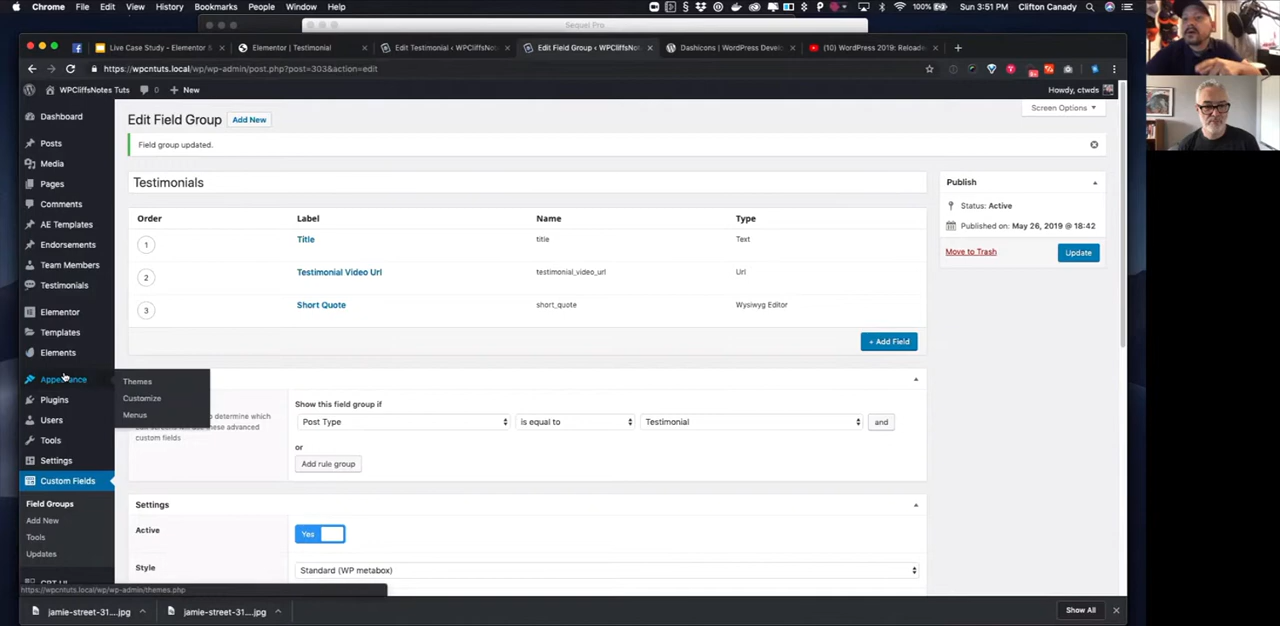 Chrome File Edit View History Bookmarks People Window Help 100% Sun 3:51 PM Clifton Canady
Sequel Pro
Live Case Study - Elementor & Elementor | Testimonial Edit Testimonial ‹ WPCliffsNot Edit Field Group ‹ WPCliffsNot Dashicons | WordPress Devel (10) WordPress 2019: Reloade
https://wpcntuts.local/wp/wp-admin/post.php?post=303&action=edit
WPCliffsNotes Tuts 0 + New Howdy, ctwds
Screen Options
Dashboard
Posts
Media
Pages
Comments
AE Templates
Endorsements
Team Members
Testimonials
Elementor
Templates
Elements
Appearance
Plugins
Users
Tools
Settings
Custom Fields
Field Groups
Add New
Tools
Updates
CPT UI
Themes
Customize
Menus
Edit Field Group Add New
Field group updated.
Testimonials
Order Label Name Type
1 Title title Text
2 Testimonial Video Url testimonial_video_url Url
3 Short Quote short_quote Wysiwyg Editor
+ Add Field
to determine which
custom fields
Show this field group if
Post Type is equal to Testimonial and
or
Add rule group
Settings
Active Yes
Style Standard (WP metabox)
Publish
Status: Active
Published on: May 26, 2019 @ 18:42
Move to Trash Update
https://wpcntuts.local/wp/wp-admin/themes.php
jamie-street-31....jpg jamie-street-31....jpg Show All